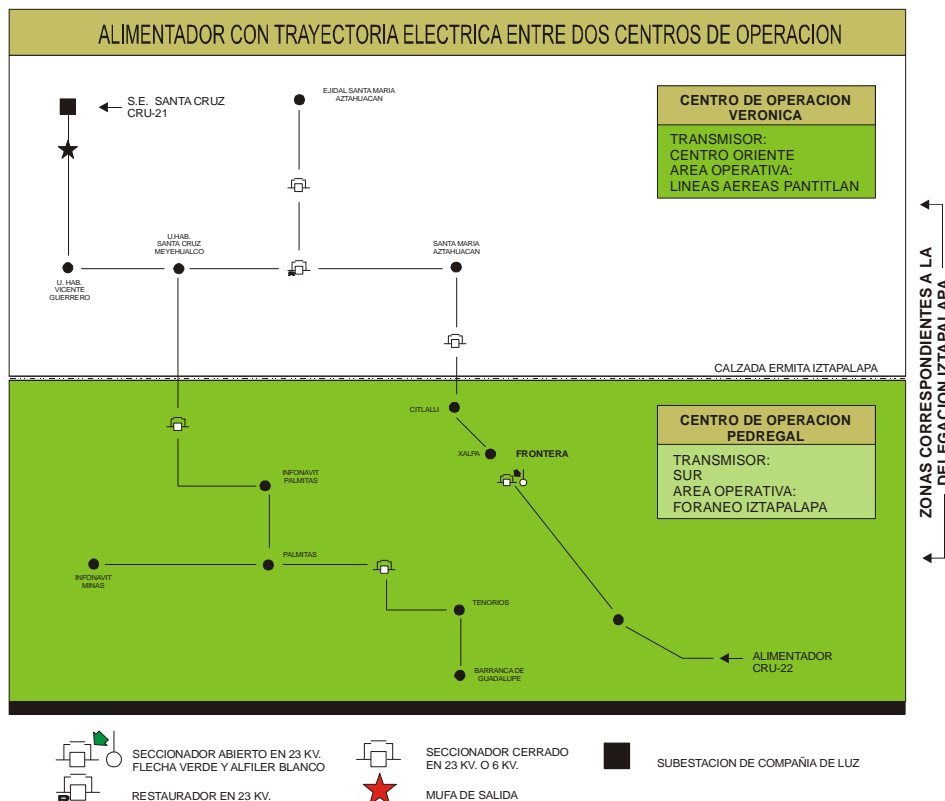 ALIMENTADOR CON TRAYECTORIA ELECTRICA ENTRE DOS CENTROS DE OPERACION
S.E. SANTA CRUZ
CRU-21
EJIDAL SANTA MARIA
AZTAHUACAN
CENTRO DE OPERACION
VERONICA
TRANSMISOR:
CENTRO ORIENTE
AREA OPERATIVA:
LINEAS AEREAS PANTITLAN
U.HAB.
SANTA CRUZ
MEYEHUALCO
SANTA MARIA
AZTAHUACAN
U. HAB.
VICENTE
GUERRERO
R
CALZADA ERMITA IZTAPALAPA
ZONAS CORRESPONDIENTES A LA
DELEGACION IZTAPALAPA
CITLALLI
XALPA
FRONTERA
CENTRO DE OPERACION
PEDREGAL
TRANSMISOR:
SUR
AREA OPERATIVA:
FORANEO IZTAPALAPA
INFONAVIT
PALMITAS
PALMITAS
INFONAVIT
MINAS
TENORIOS
BARRANCA DE
GUADALUPE
ALIMENTADOR
CRU-22
SECCIONADOR ABIERTO EN 23 KV.
FLECHA VERDE Y ALFILER BLANCO
SECCIONADOR CERRADO
EN 23 KV. O 6 KV.
SUBESTACION DE COMPAÑIA DE LUZ
R
RESTAURADOR EN 23 KV.
MUFA DE SALIDA